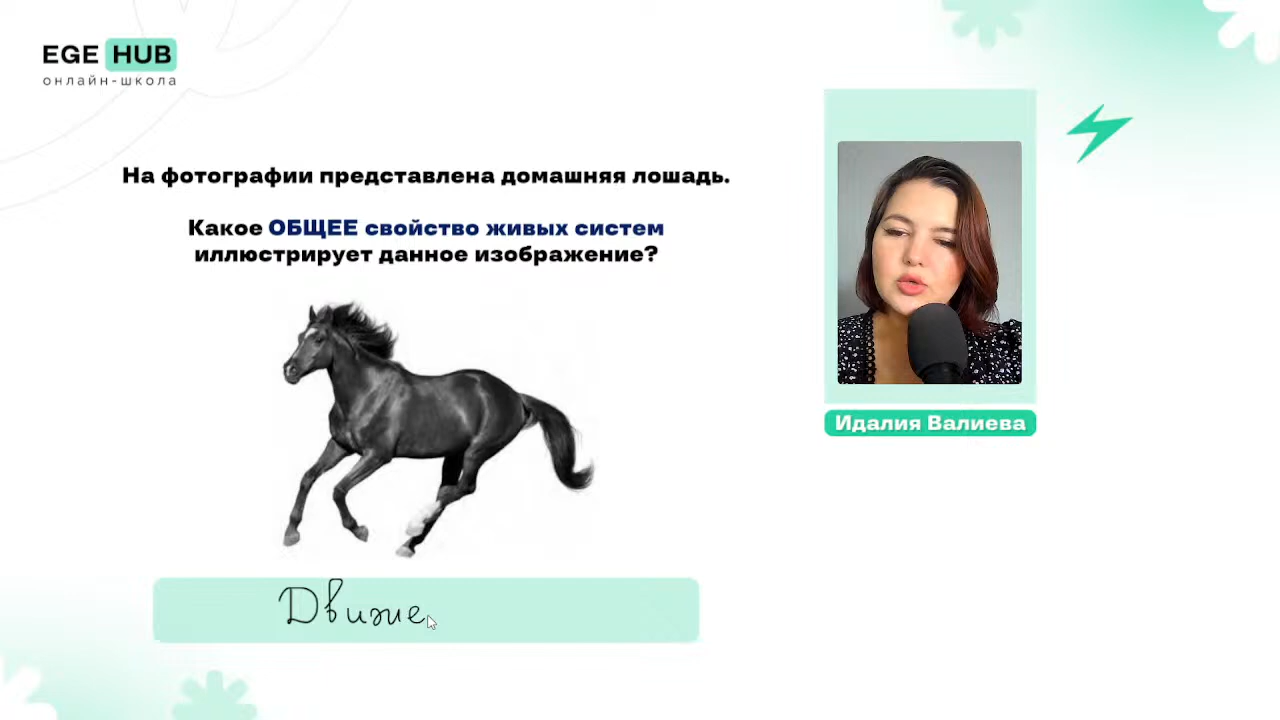 EGE HUB
онлайн-школа
На фотографии представлена домашняя лошадь.
Какое ОБЩЕЕ свойство живых систем
иллюстрирует данное изображение?
Идалия Валиева
Движе